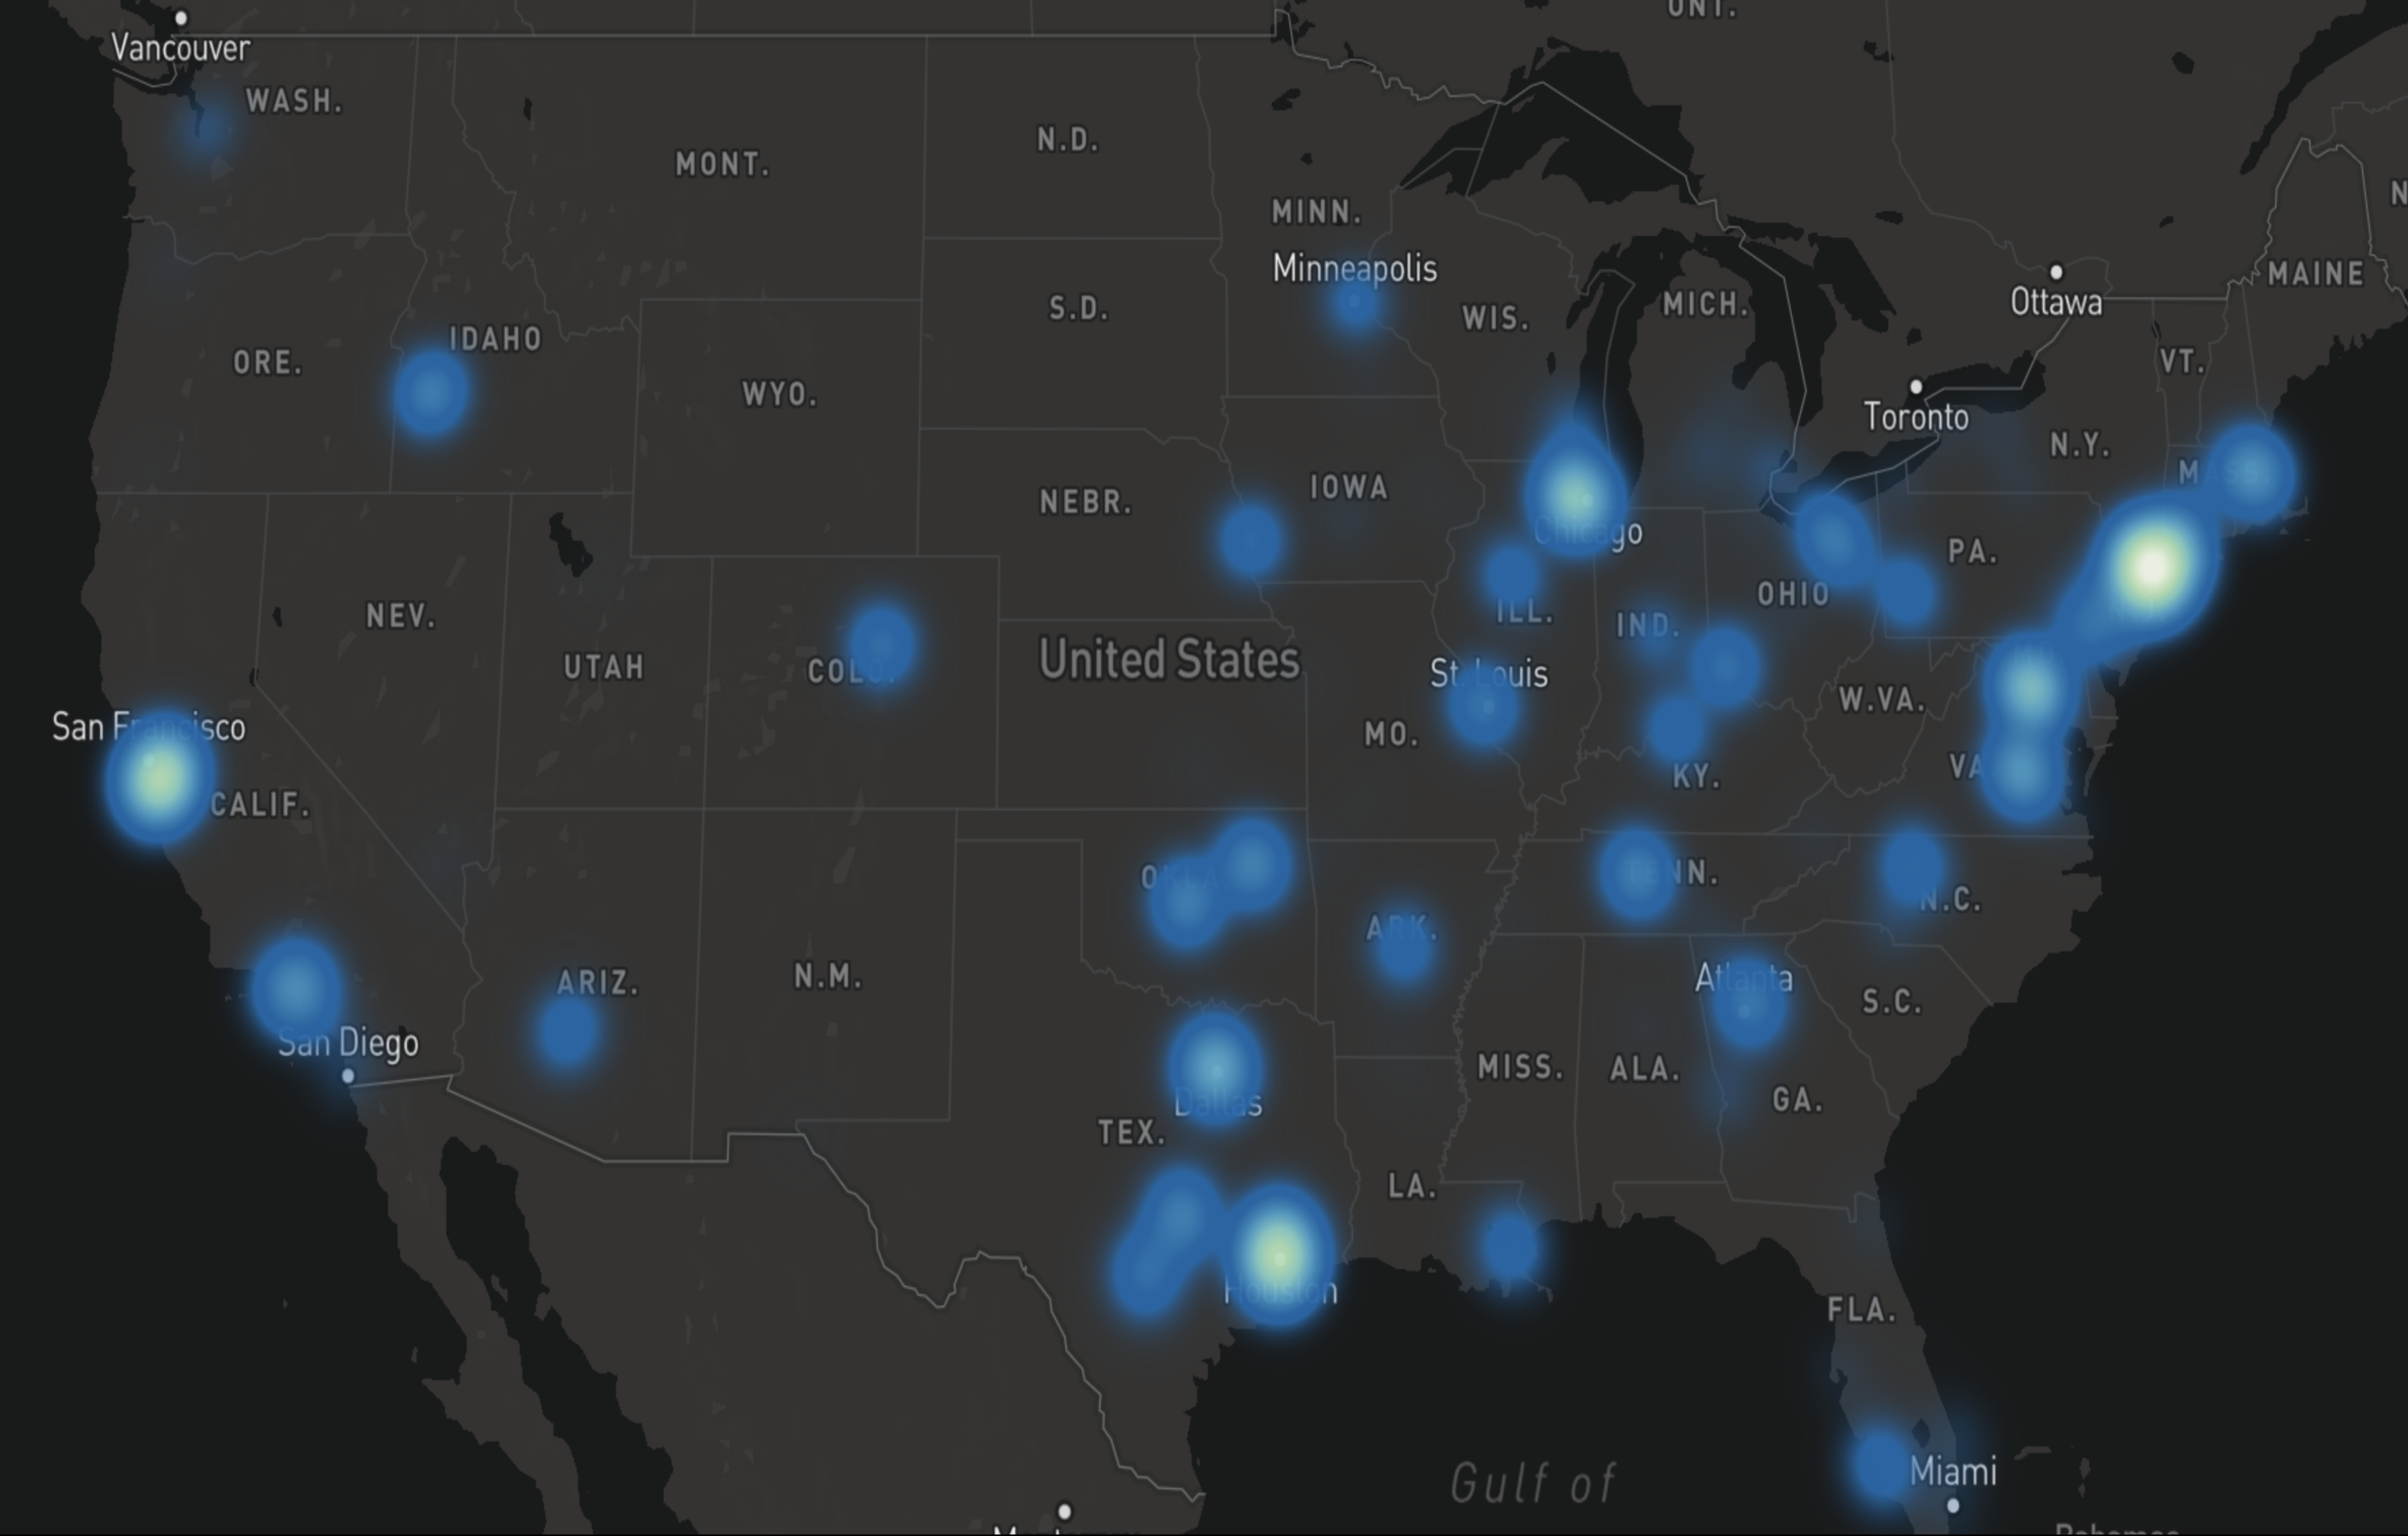 ONT.
Vancouver
WASH.
MONT.
N.D.
MINN.
Minneapolis
S.D.
WIS.
MICH.
Ottawa
MAINE
VT.
IDAHO
ORE.
WYO.
Toronto
N.Y.
MASS.
NEBR.
IOWA
Chicago
PA.
OHIO
ILL.
IND.
NEV.
UTAH
COLO.
United States
St. Louis
MO.
W.VA.
MD.
San Francisco
CALIF.
KY.
VA.
OKLA.
TENN.
N.C.
ARK.
ARIZ.
N.M.
Atlanta
S.C.
San Diego
MISS.
ALA.
GA.
Dallas
TEX.
LA.
Houston
FLA.
Miami
Gulf of